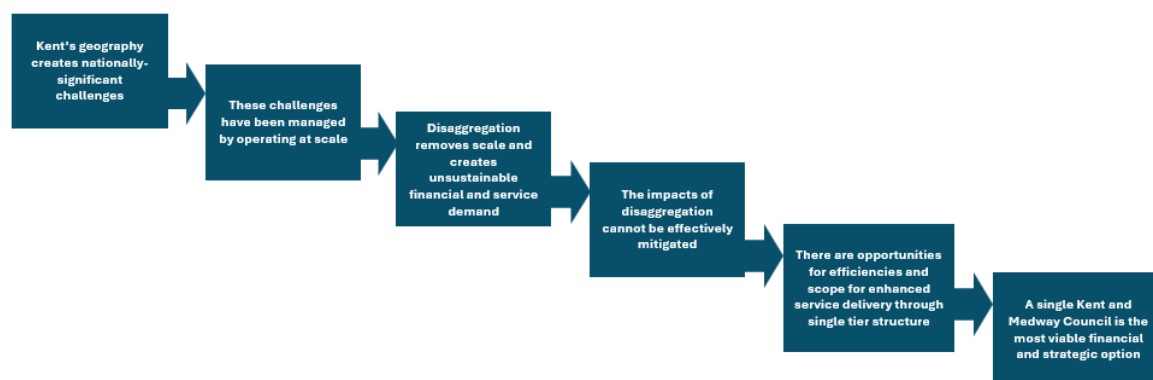 Kent's geography
creates nationally-
significant
challenges
These challenges
have been managed
by operating at scale
Disaggregation
removes scale and
creates
unsustainable
financial and service
demand
The impacts of
disaggregation
cannot be effectively
mitigated
There are opportunities
for efficiencies and
scope for enhanced
service delivery through
single tier structure
A single Kent and
Medway Council is the
most viable financial
and strategic option